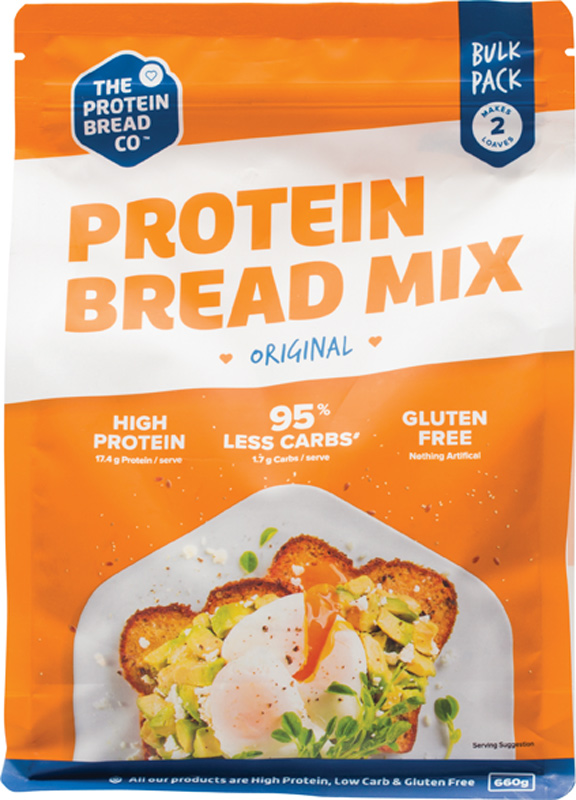 THE
PROTEIN
BREAD
CO™
BULK
PACK
MAKES
2
LOAVES
PROTEIN
BREAD MIX
ORIGINAL
HIGH
PROTEIN
17.4 g Protein / serve
95%
LESS CARBS#
1.7 g Carbs / serve
GLUTEN
FREE
Nothing Artifical
Serving Suggestion
All our products are High Protein, Low Carb & Gluten Free
660g